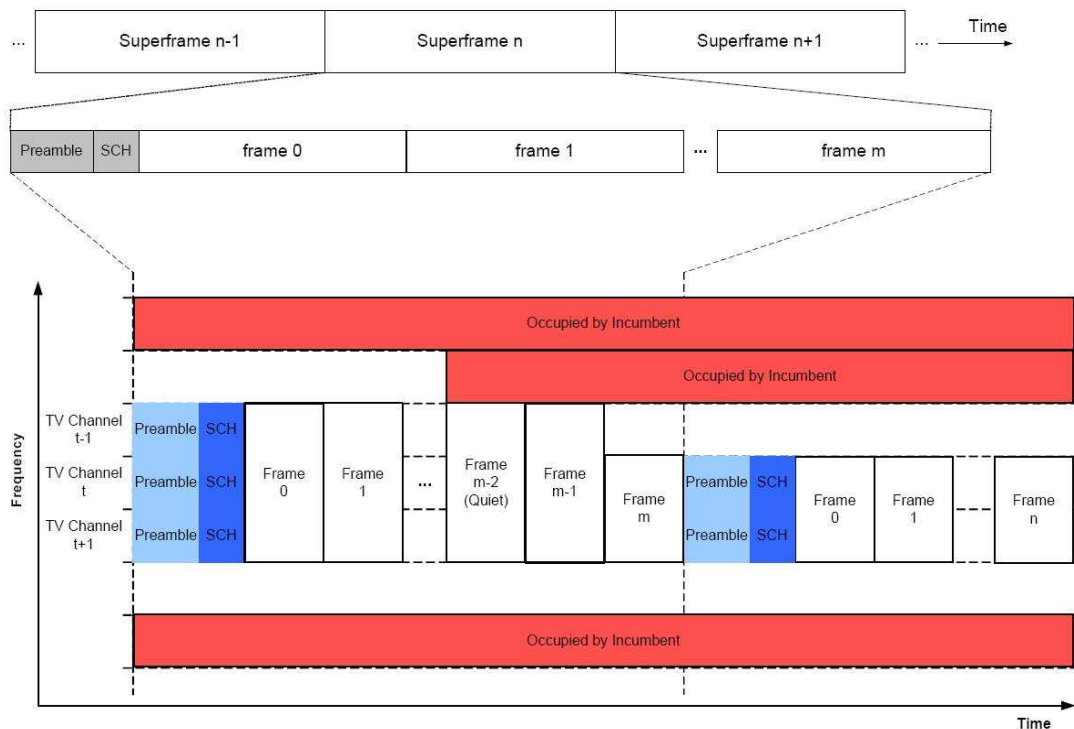 ... Superframe n-1 Superframe n Superframe n+1 ... Time
Preamble SCH frame 0 frame 1 ... frame m
Occupied by Incumbent
Occupied by Incumbent
TV Channel
t-1
TV Channel
t
TV Channel
t+1
Frequency
Preamble SCH
Preamble SCH
Preamble SCH
Frame
0
Frame
1
...
Frame
m-2
(Quiet)
Frame
m-1
Frame
m
Preamble SCH
Preamble SCH
Frame
0
Frame
1
...
Frame
n
Occupied by Incumbent
Time